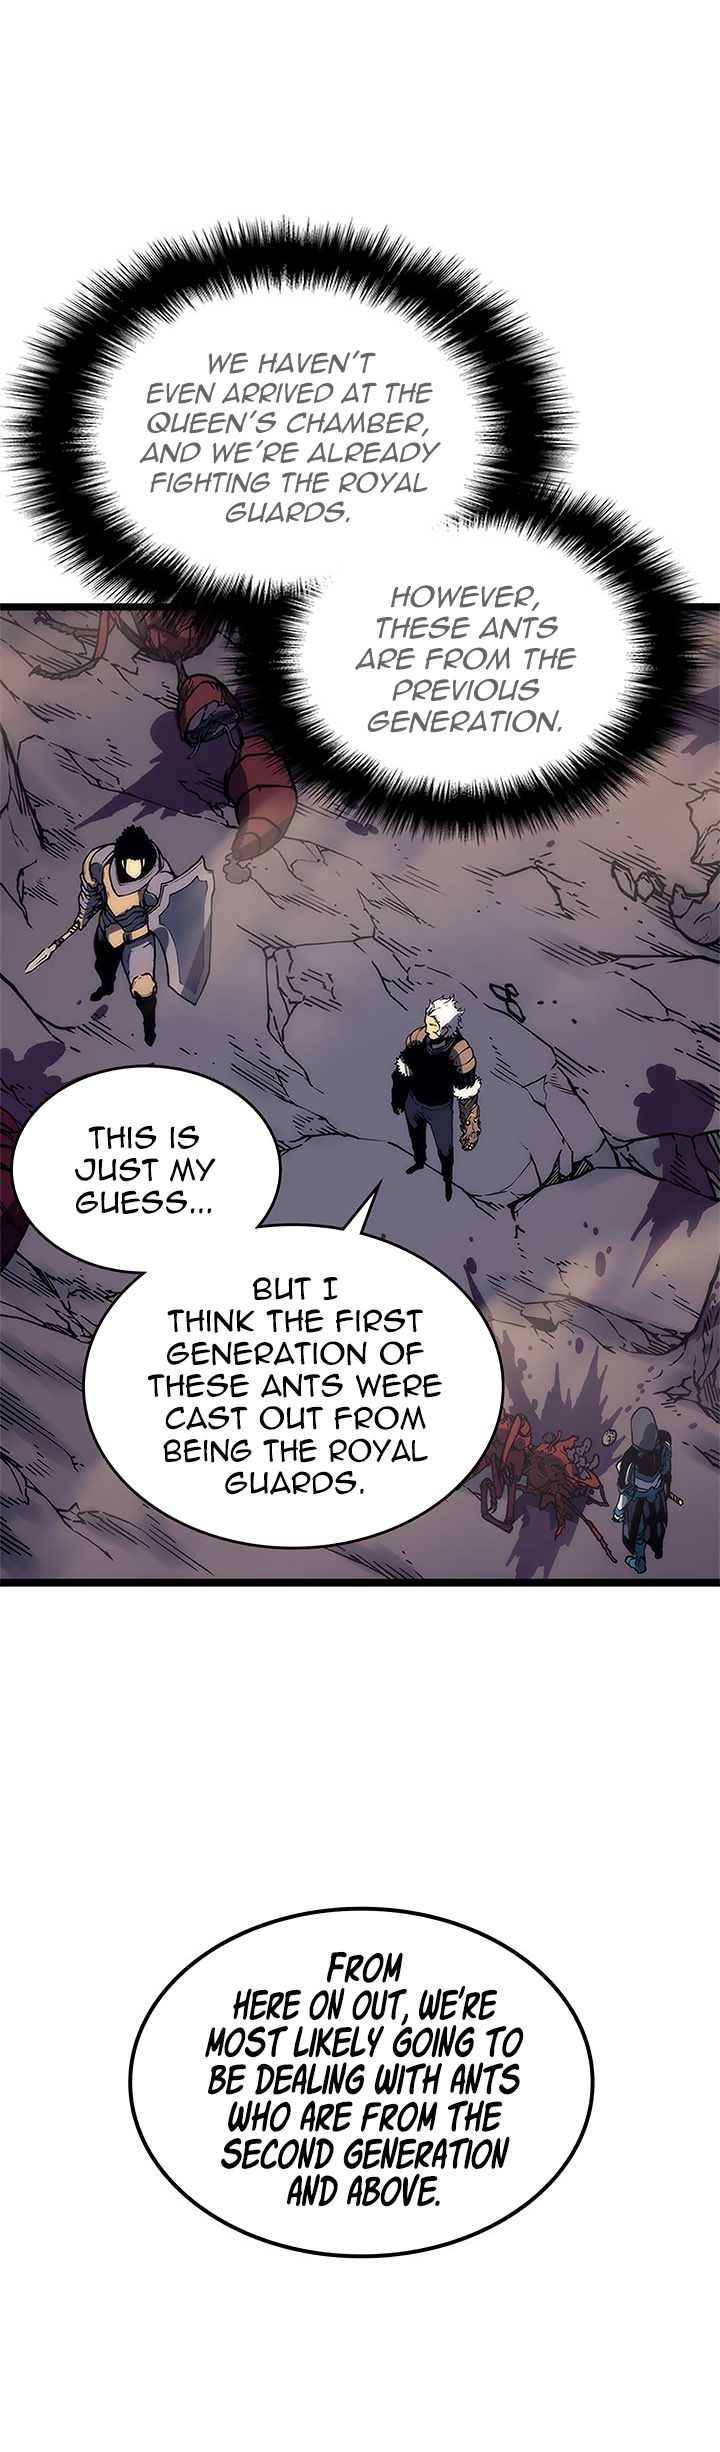 WE HAVEN'T
EVEN ARRIVED AT THE
QUEEN'S CHAMBER,
AND WE'RE ALREADY
FIGHTING THE ROYAL
GUARDS.
HOWEVER,
THESE ANTS
ARE FROM THE
PREVIOUS
GENERATION.
THIS IS
JUST MY
GUESS...
BUT I
THINK THE FIRST
GENERATION OF
THESE ANTS WERE
CAST OUT FROM
BEING THE ROYAL
GUARDS.
FROM
HERE ON OUT, WE'RE
MOST LIKELY GOING TO
BE DEALING WITH ANTS
WHO ARE FROM THE
SECOND GENERATION
AND ABOVE.